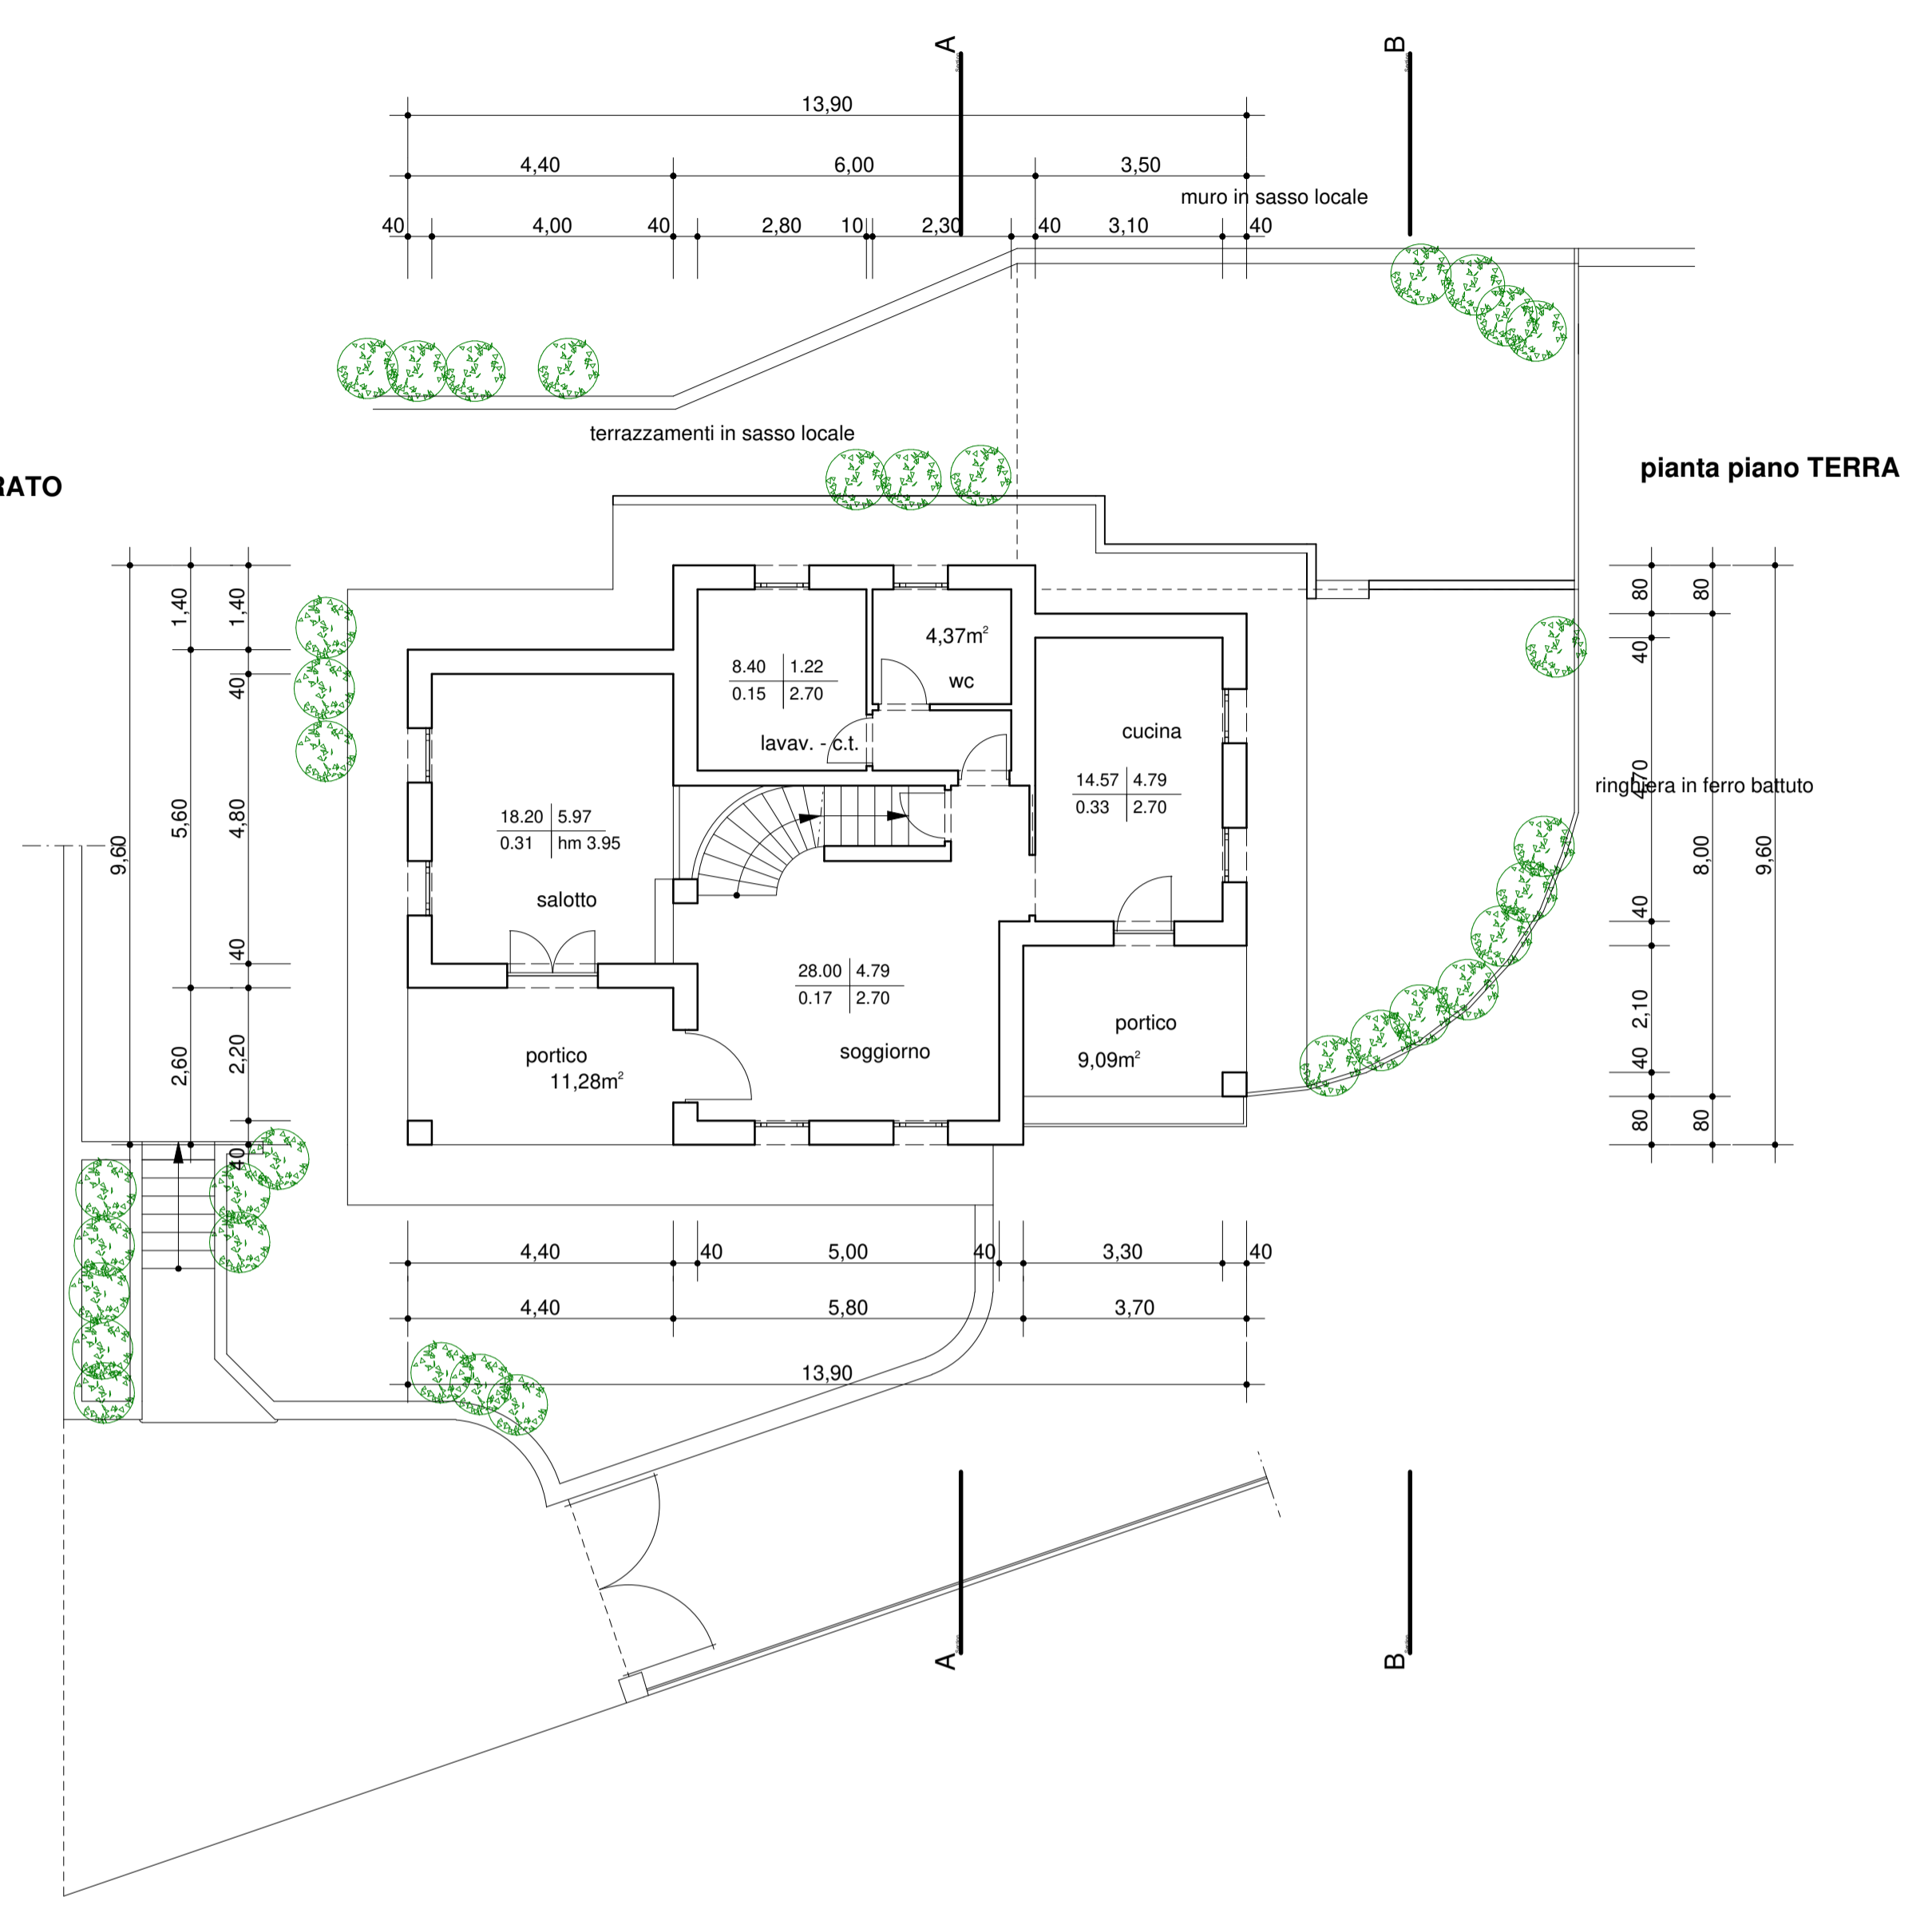 A
B
13,90
4,40
6,00
3,50
muro in sasso locale
40
4,00
40
2,80
10
2,30
40
3,10
40
terrazzamenti in sasso locale
RATO
pianta piano TERRA
9,60
1,40
5,60
2,60
1,40
40
4,80
40
2,20
40
8.40 1.22
0.15 2.70
lavav. - c.t.
4,37m²
wc
cucina
14.57 4.79
0.33 2.70
18.20 5.97
0.31 hm 3.95
salotto
28.00 4.79
0.17 2.70
soggiorno
portico
11,28m²
portico
9,09m²
ringhiera in ferro battuto
80
40
4,70
40
2,10
40
80
80
8,00
80
9,60
4,40
40
5,00
40
3,30
40
4,40
5,80
3,70
13,90
A
B